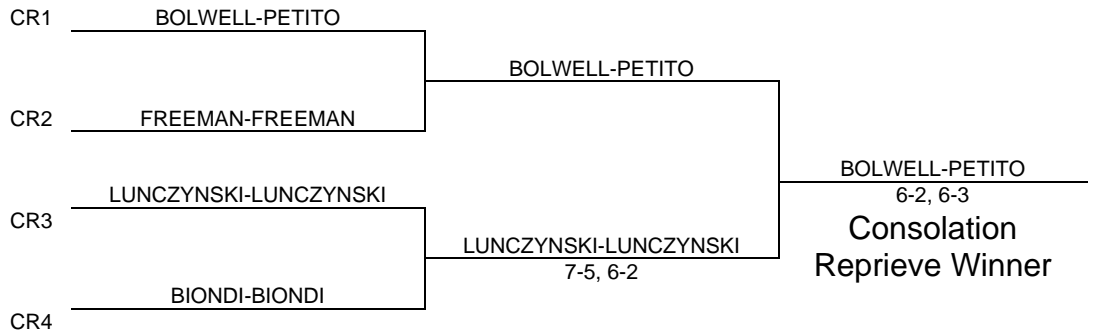 CR1
BOLWELL-PETITO
BOLWELL-PETITO
CR2
FREEMAN-FREEMAN
BOLWELL-PETITO
6-2, 6-3
Consolation
Reprieve Winner
LUNCZYNSKI-LUNCZYNSKI
CR3
LUNCZYNSKI-LUNCZYNSKI
7-5, 6-2
BIONDI-BIONDI
CR4